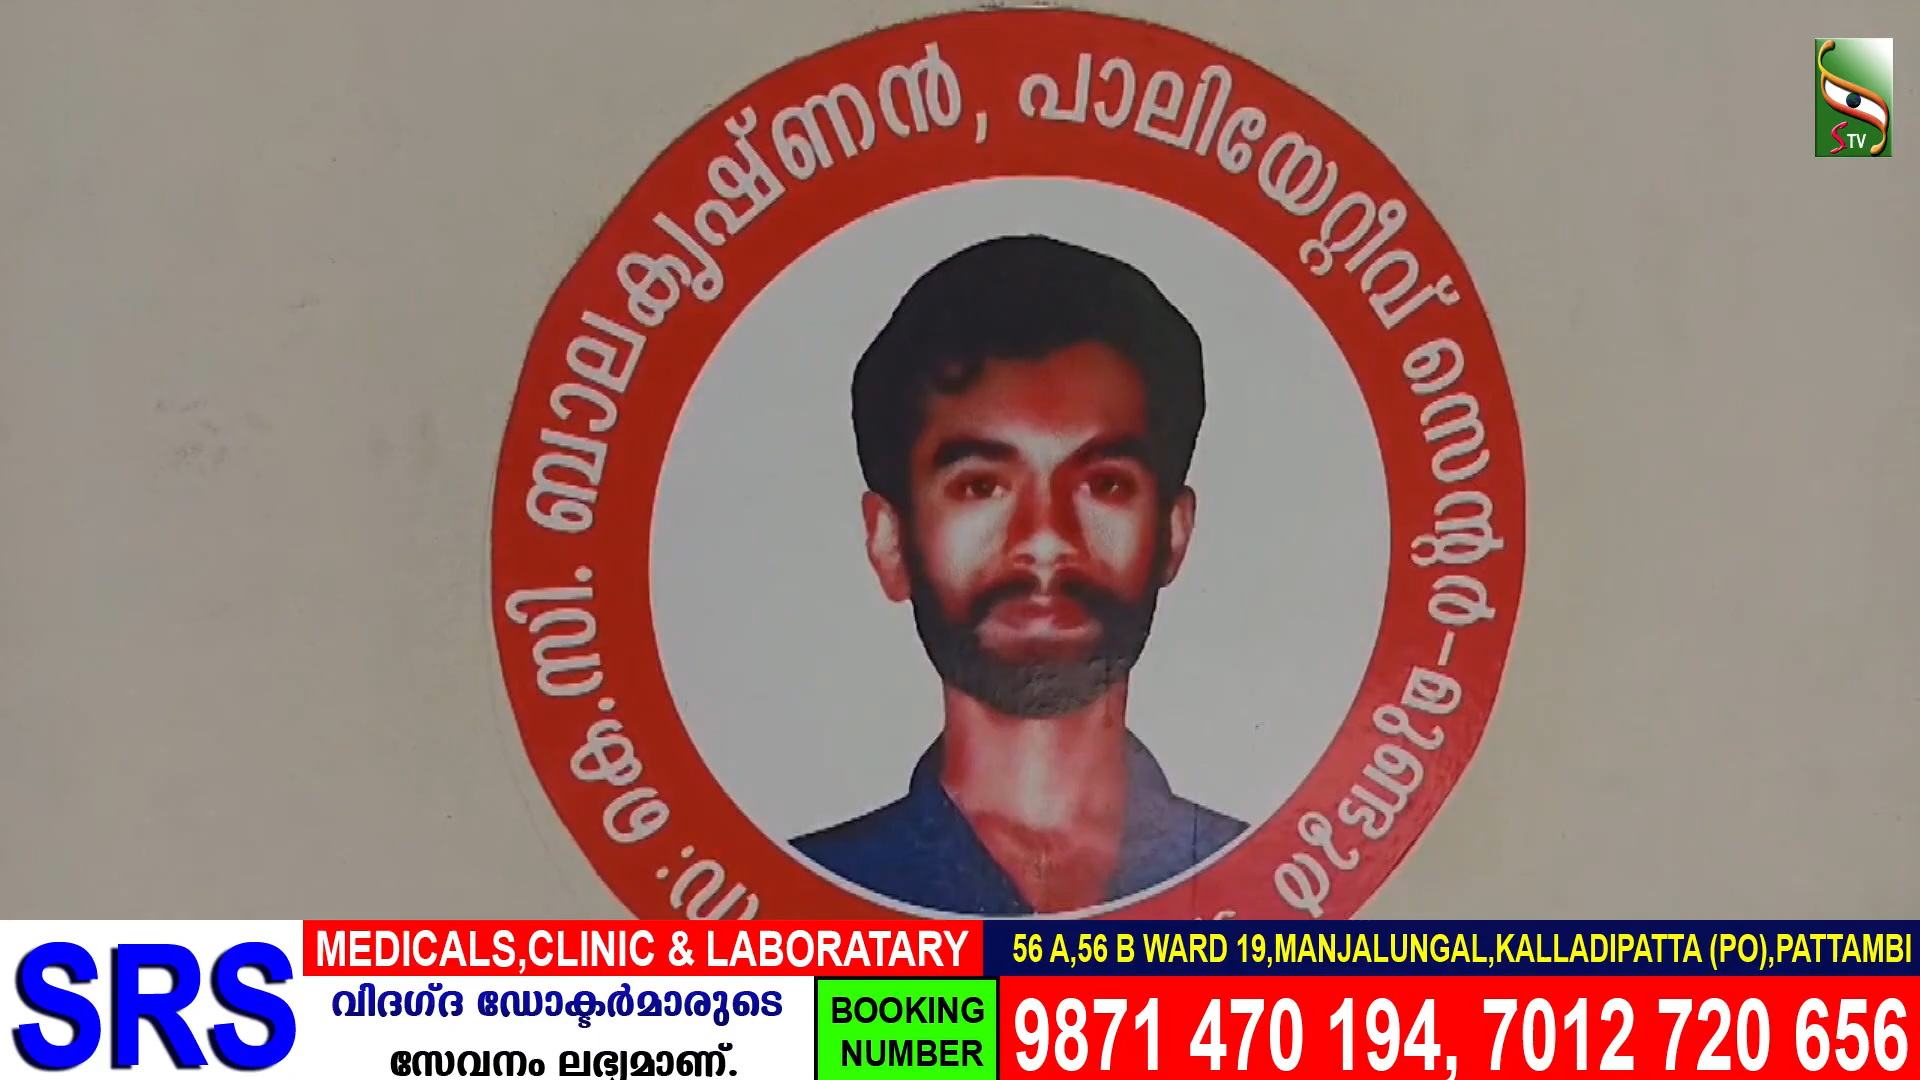 സ: കെ.സി. ബാലകൃഷ്ണൻ, പാലിയേറ്റീവ് സെന്റർ-തൃത്താല
STV
SRS
MEDICALS,CLINIC & LABORATARY
56 A,56 B WARD 19,MANJALUNGAL,KALLADIPATTA (PO),PATTAMBI
വിദഗ്ദ ഡോക്ടർമാരുടെ
സേവനം ലഭ്യമാണ്.
BOOKING
NUMBER
9871 470 194, 7012 720 656